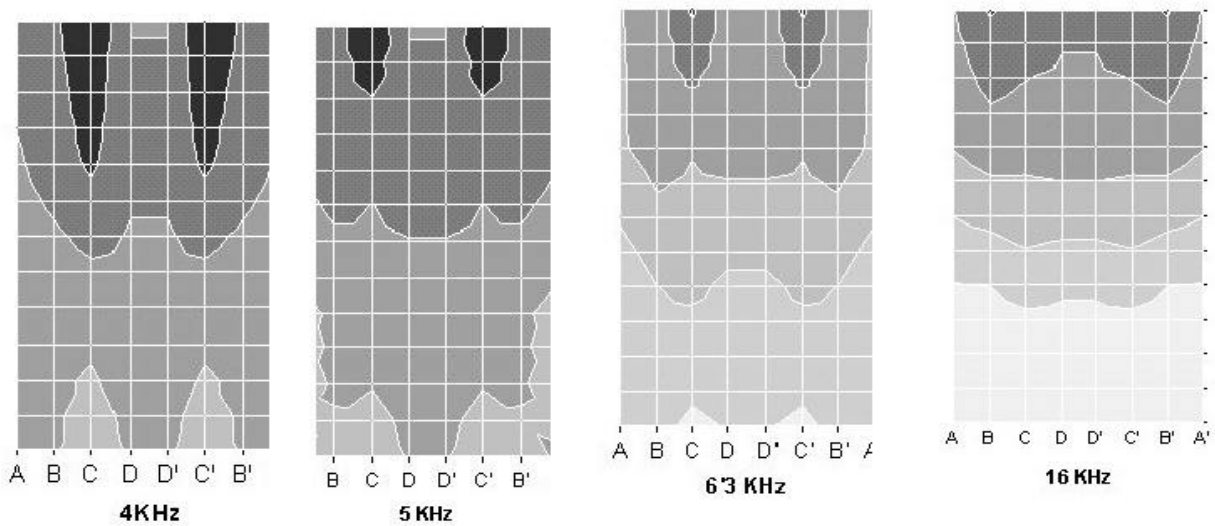 A B C D D' C' B'
4KHz
B C D D' C' B'
5 KHz
A B C D D' C' B' A
6'3 KHz
A B C D D' C' B' A'
16 KHz